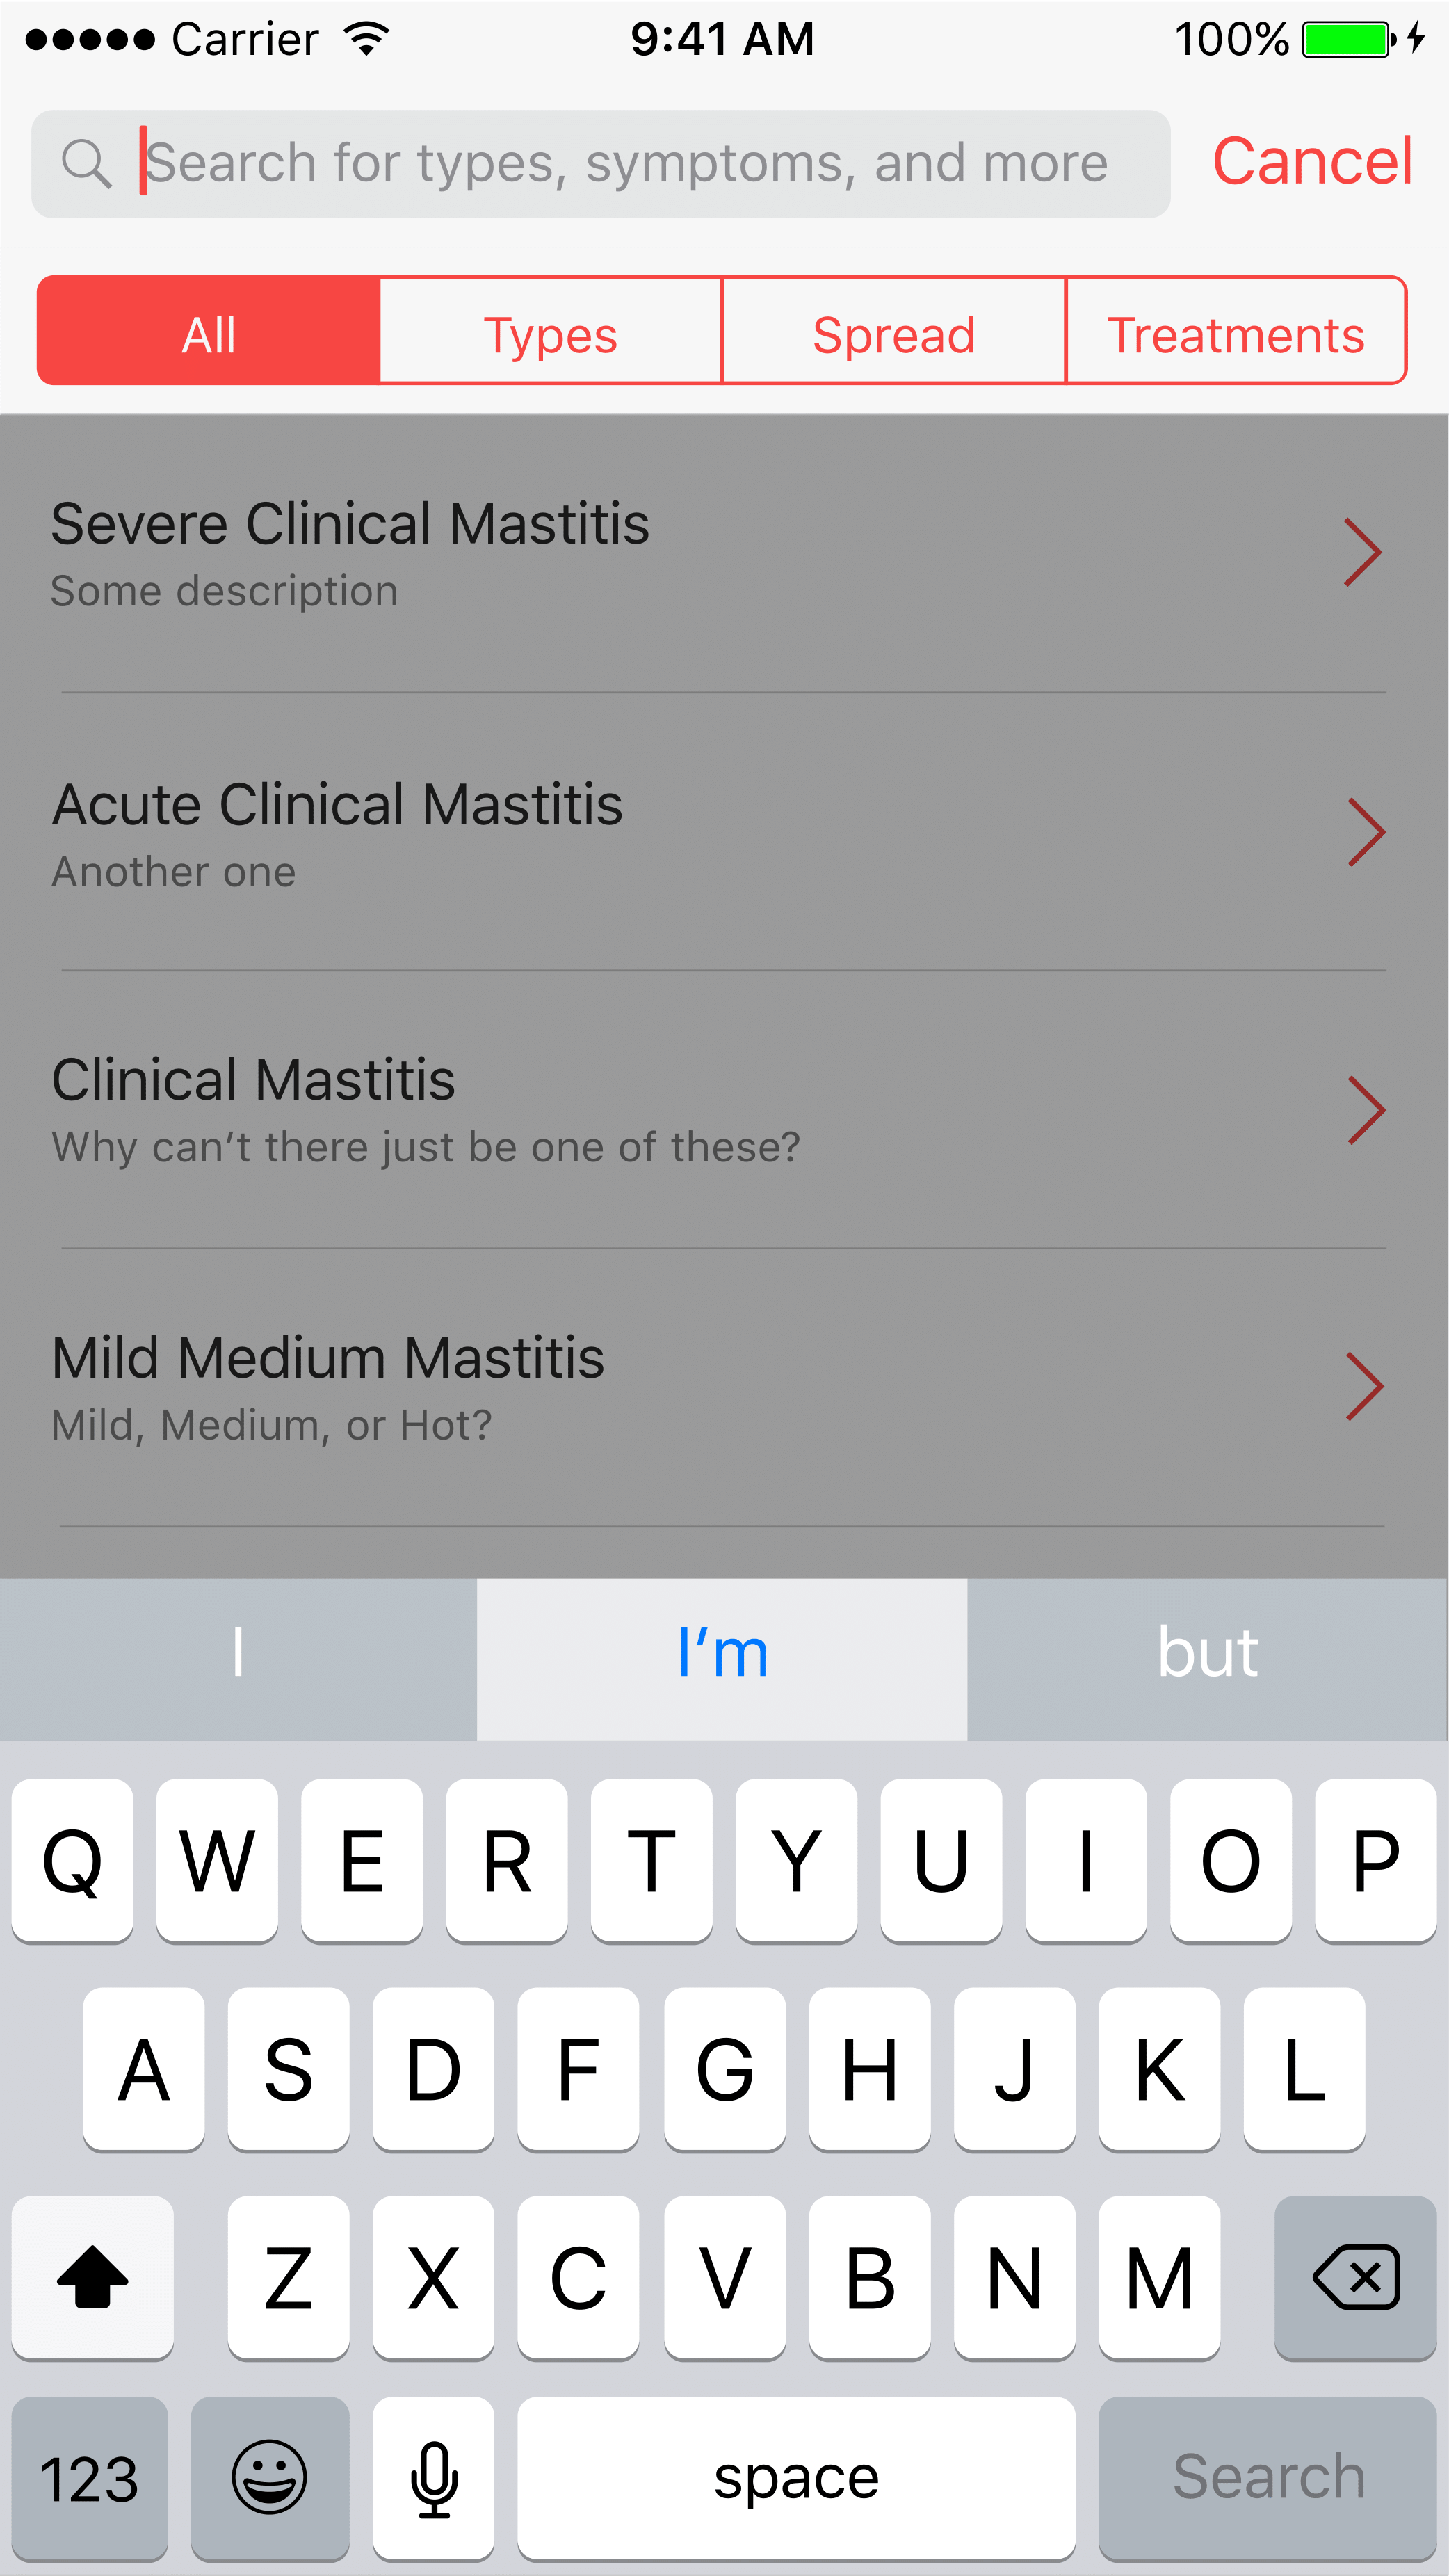 Carrier 9:41 AM 100%
Search for types, symptoms, and more Cancel
All Types Spread Treatments
Severe Clinical Mastitis
Some description
Acute Clinical Mastitis
Another one
Clinical Mastitis
Why can’t there just be one of these?
Mild Medium Mastitis
Mild, Medium, or Hot?
I I’m but
Q W E R T Y U I O P
A S D F G H J K L
Z X C V B N M
123 space Search